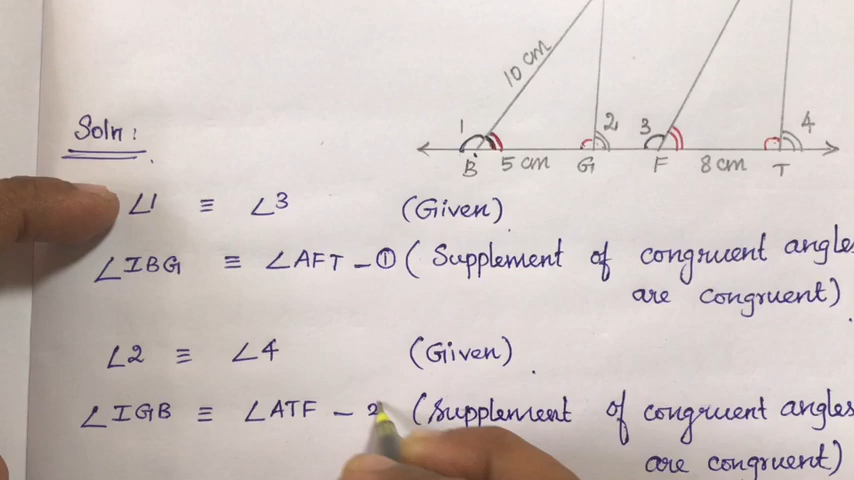 10 cm
1 2 3 4
B 5 cm G F 8 cm T
Soln :
∠1 ≡ ∠3 (Given)
∠IBG ≡ ∠AFT - ① ( Supplement of congruent angles
are congruent)
∠2 ≡ ∠4 (Given)
∠IGB ≡ ∠ATF - 2 (Supplement of congruent angles
are congruent)